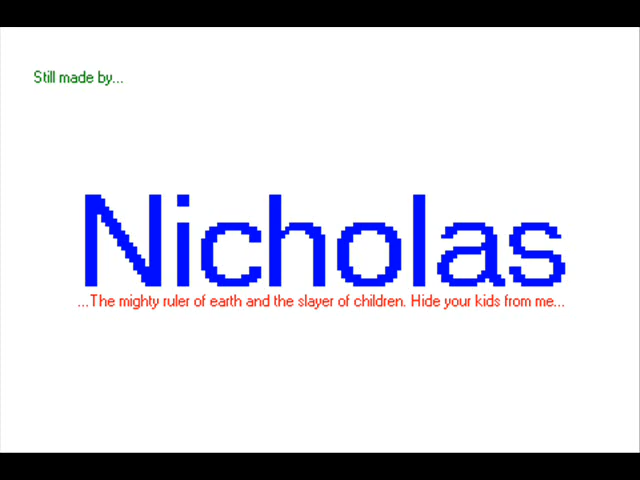 Still made by...
Nicholas
...The mighty ruler of earth and the slayer of children. Hide your kids from me...